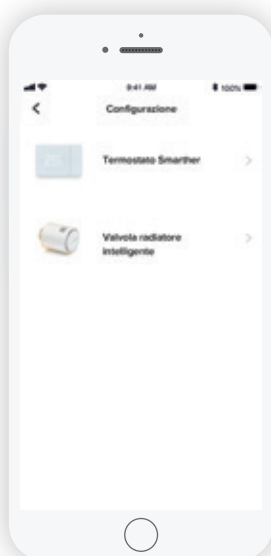 9:41 AM 100%
Configurazione
Termostato Smarther
Valvola radiatore
intelligente